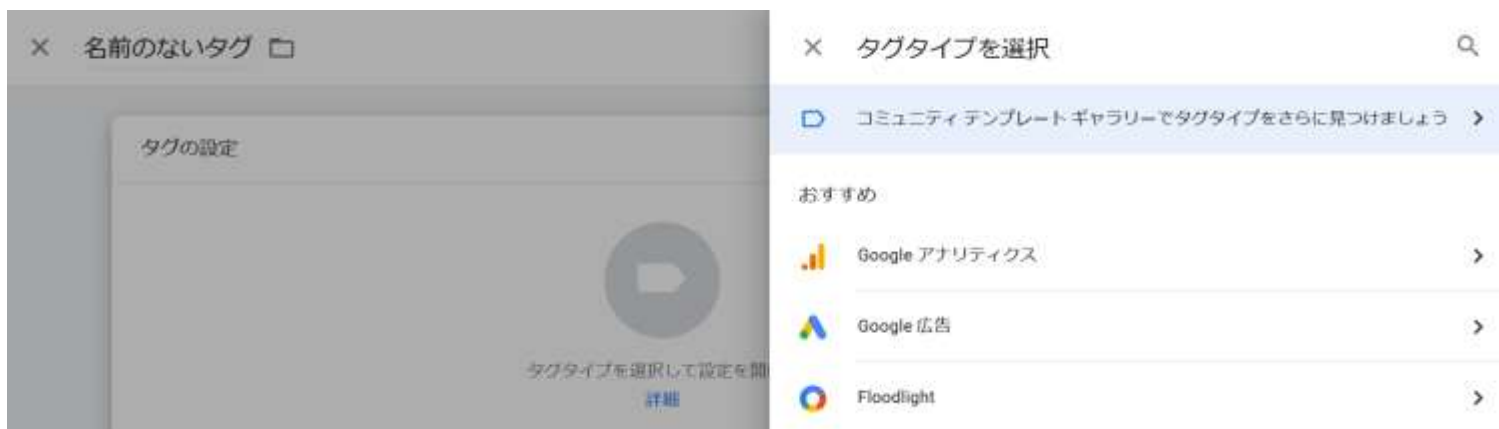 名前のないタグ
タグの設定
タグタイプを選択して設定を開
詳細
タグタイプを選択
コミュニティ テンプレート ギャラリーでタグタイプをさらに見つけましょう
おすすめ
Google アナリティクス
Google 広告
Floodlight